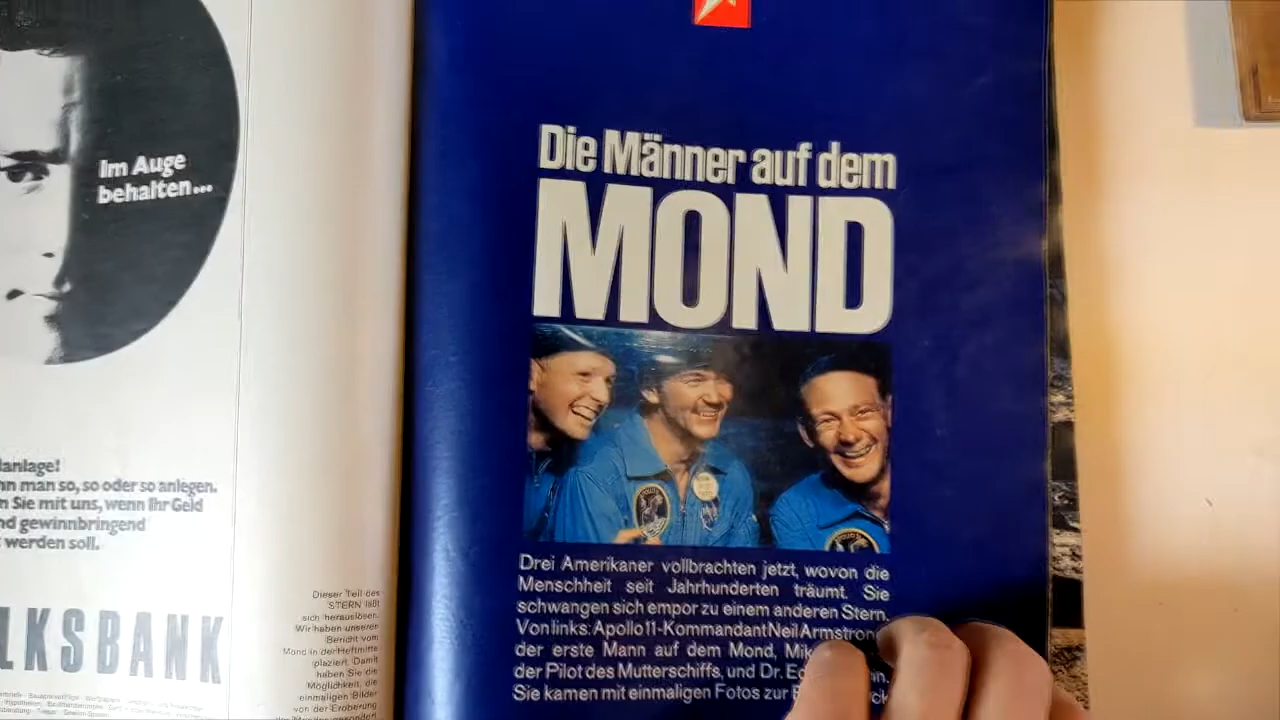 Im Auge
behalten...
anlage!
man so, so oder so anlegen.
Sie mit uns, wenn Ihr Geld
gewinnbringend
werden soll.
LKSBANK
Dieser Teil des
STERN läßt
sich herauslösen.
Wir haben unseren
Bericht vom
Mond in der Heftmitte
plaziert. Damit
haben Sie die
Möglichkeit, die
einmaligen Bilder
von der Eroberung
Die Männer auf dem
MOND
Drei Amerikaner vollbrachten jetzt, wovon die
Menschheit seit Jahrhunderten träumt. Sie
schwangen sich empor zu einem anderen Stern.
Von links: Apollo 11-Kommandant Neil Armstron
der erste Mann auf dem Mond, Mik
der Pilot des Mutterschiffs, und Dr. Ed
Sie kamen mit einmaligen Fotos zur